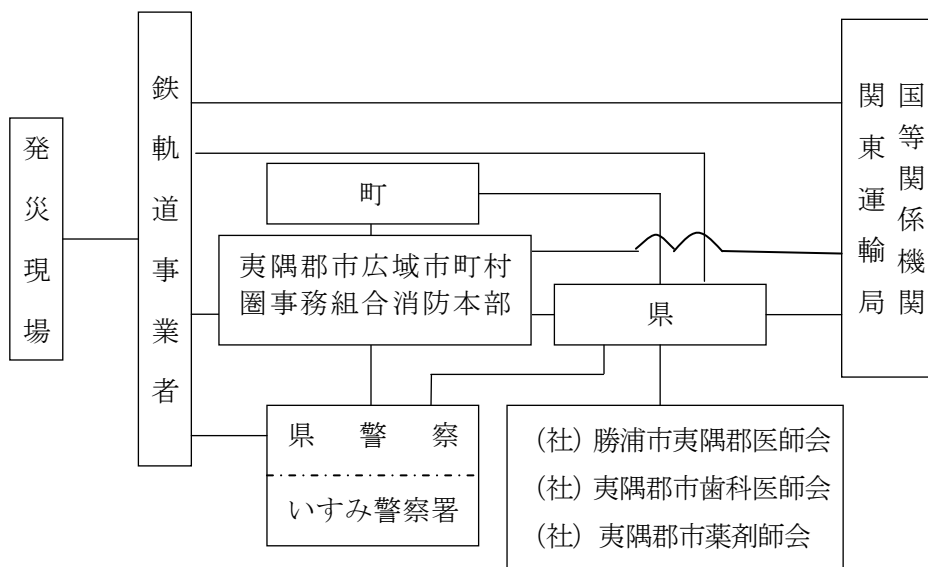 発災現場
鉄軌道事業者
町
夷隅郡市広域市町村
圏事務組合消防本部
県
県警察
いすみ警察署
（社）勝浦市夷隅郡医師会
（社）夷隅郡市歯科医師会
（社）夷隅郡市薬剤師会
国等関係機関
関東運輸局